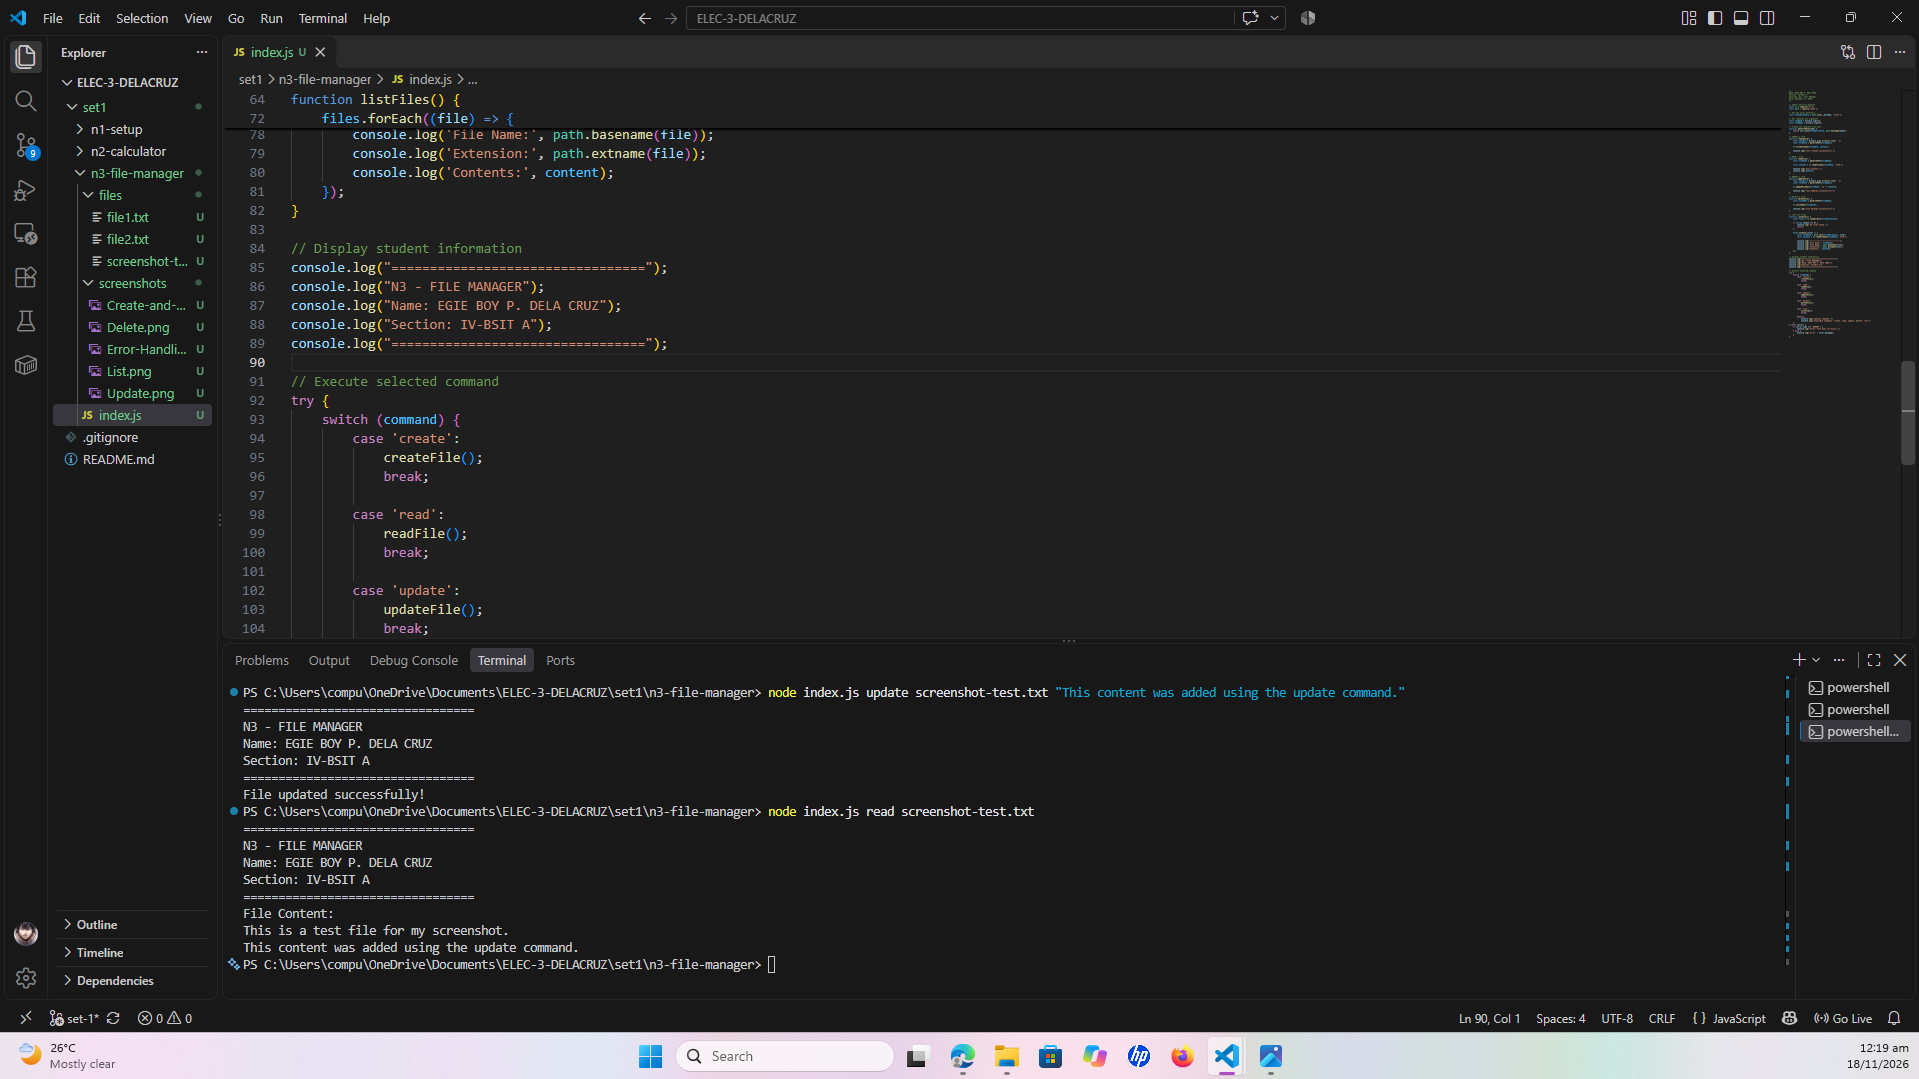 File Edit Selection View Go Run Terminal Help
ELEC-3-DELACRUZ
Explorer
ELEC-3-DELACRUZ
set1
n1-setup
n2-calculator
n3-file-manager
files
file1.txt U
file2.txt U
screenshot-t... U
screenshots
Create-and-... U
Delete.png U
Error-Handli... U
List.png U
Update.png U
JS index.js U
.gitignore
README.md
Outline
Timeline
Dependencies
9
JS index.js U
set1 > n3-file-manager > JS index.js > ...
64 function listFiles() {
72 files.forEach((file) => {
78 console.log('File Name:', path.basename(file));
79 console.log('Extension:', path.extname(file));
80 console.log('Contents:', content);
81 });
82 }
83
84 // Display student information
85 console.log("=================================");
86 console.log("N3 - FILE MANAGER");
87 console.log("Name: EGIE BOY P. DELA CRUZ");
88 console.log("Section: IV-BSIT A");
89 console.log("=================================");
90
91 // Execute selected command
92 try {
93 switch (command) {
94 case 'create':
95 createFile();
96 break;
97
98 case 'read':
99 readFile();
100 break;
101
102 case 'update':
103 updateFile();
104 break;
Problems Output Debug Console Terminal Ports
PS C:\Users\compu\OneDrive\Documents\ELEC-3-DELACRUZ\set1\n3-file-manager> node index.js update screenshot-test.txt "This content was added using the update command."
=================================
N3 - FILE MANAGER
Name: EGIE BOY P. DELA CRUZ
Section: IV-BSIT A
=================================
File updated successfully!
PS C:\Users\compu\OneDrive\Documents\ELEC-3-DELACRUZ\set1\n3-file-manager> node index.js read screenshot-test.txt
=================================
N3 - FILE MANAGER
Name: EGIE BOY P. DELA CRUZ
Section: IV-BSIT A
=================================
File Content:
This is a test file for my screenshot.
This content was added using the update command.
PS C:\Users\compu\OneDrive\Documents\ELEC-3-DELACRUZ\set1\n3-file-manager>
powershell
powershell
powershell...
set-1* 0 0
Ln 90, Col 1 Spaces: 4 UTF-8 CRLF { } JavaScript Go Live
26°C
Mostly clear
Search
hp
12:19 am
18/11/2026